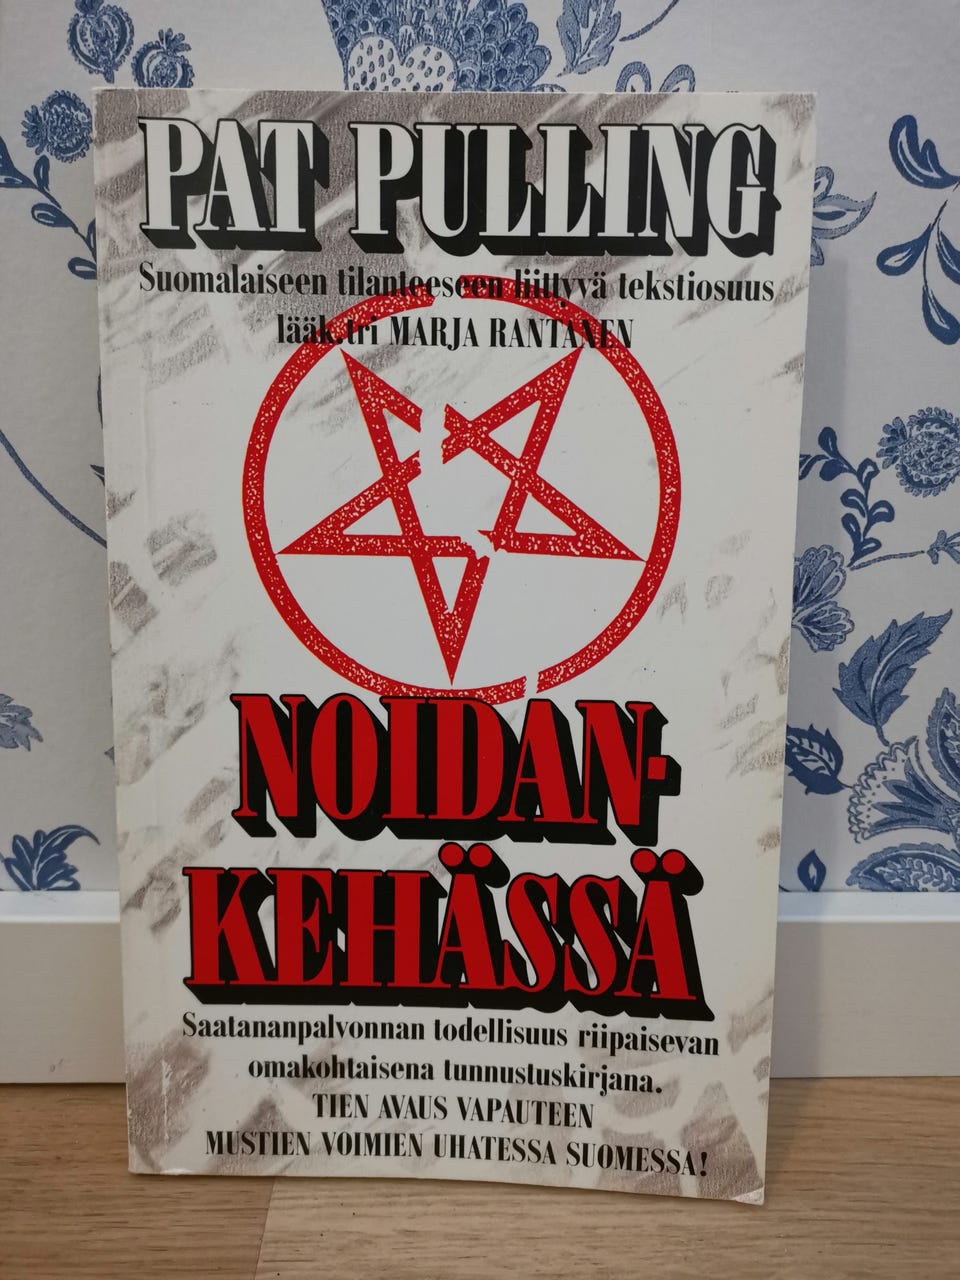 PAT PULLING
Suomalaiseen tilanteeseen liittyvä tekstiosuus
lääk.tri MARJA RANTANEN
NOIDAN-
KEHÄSSÄ
Saatananpalvonnan todellisuus riipaisevan
omakohtaisena tunnustuskirjana.
TIEN AVAUS VAPAUTEEN
MUSTIEN VOIMIEN UHATESSA SUOMESSA!